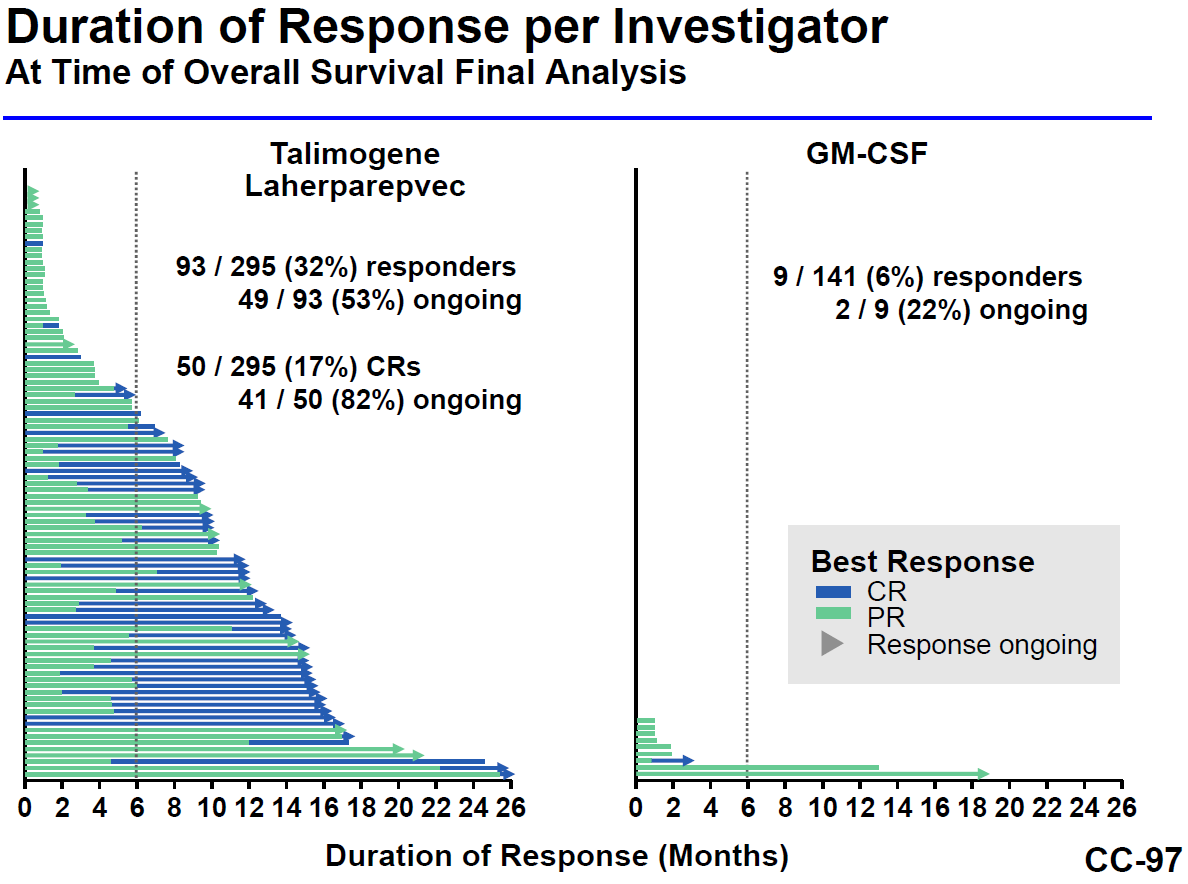 Duration of Response per Investigator
At Time of Overall Survival Final Analysis
Talimogene
Laherparepvec
93 / 295 (32%) responders
49 / 93 (53%) ongoing
50 / 295 (17%) CRs
41 / 50 (82%) ongoing
0 2 4 6 8 10 12 14 16 18 20 22 24 26
GM-CSF
9 / 141 (6%) responders
2 / 9 (22%) ongoing
Best Response
CR
PR
Response ongoing
0 2 4 6 8 10 12 14 16 18 20 22 24 26
Duration of Response (Months)
CC-97